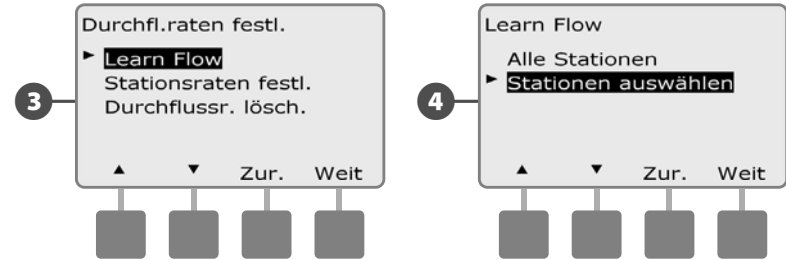 3
Durchfl.raten festl.
► Learn Flow
Stationsraten festl.
Durchflussr. lösch.
▲ ▼ Zur. Weit
4
Learn Flow
Alle Stationen
► Stationen auswählen
▲ ▼ Zur. Weit